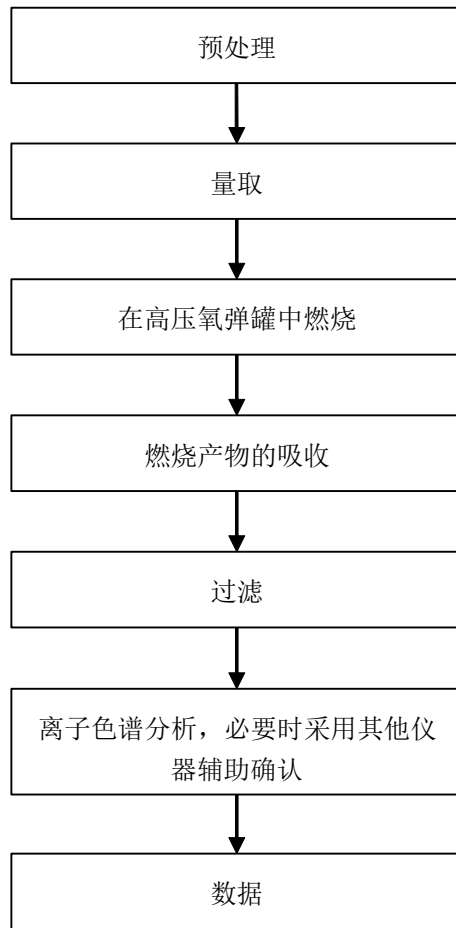 预处理
量取
在高压氧弹罐中燃烧
燃烧产物的吸收
过滤
离子色谱分析，必要时采用其他仪
器辅助确认
数据